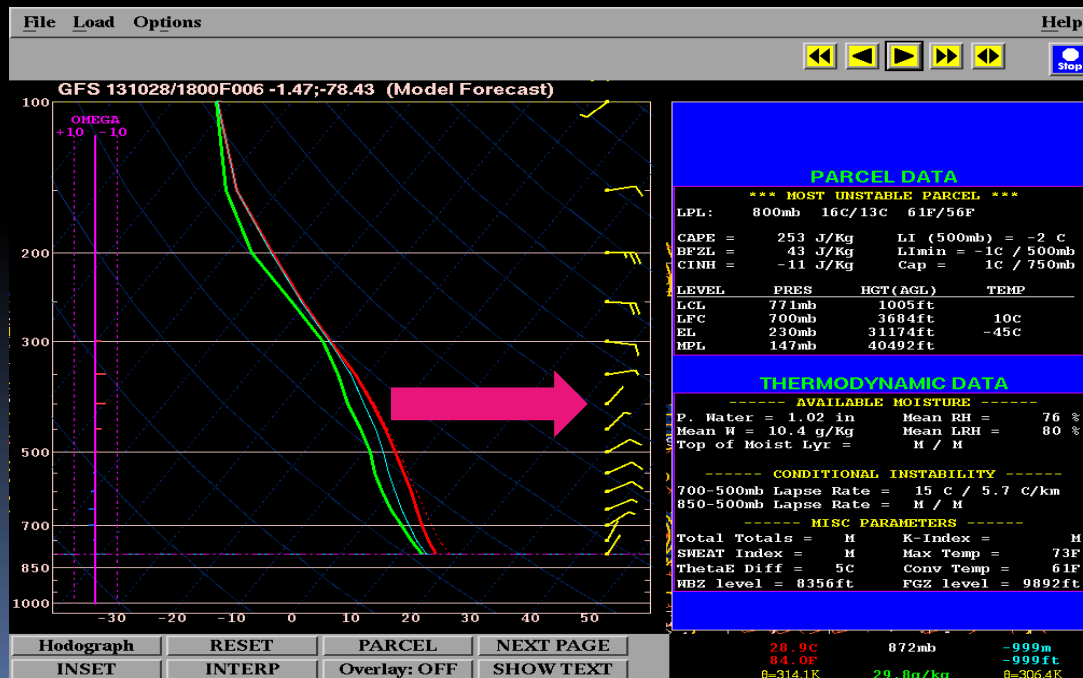 File Load Options Help
Stop
GFS 131028/1800F006 -1.47;-78.43 (Model Forecast)
100
OMEGA
+10 -10
200
300
400
500
700
850
1000
-30 -20 -10 0 10 20 30 40 50
PARCEL DATA
*** MOST UNSTABLE PARCEL ***
LPL: 800mb 16C/13C 61F/56F
CAPE = 253 J/Kg LI (500mb) = -2 C
BFZL = 43 J/Kg LImin = -1C / 500mb
CINH = -11 J/Kg Cap = 1C / 750mb
LEVEL PRES HGT(AGL) TEMP
LCL 771mb 1005ft
LFC 700mb 3684ft 10C
EL 230mb 31174ft -45C
MPL 147mb 40492ft
THERMODYNAMIC DATA
------ AVAILABLE MOISTURE ------
P. Water = 1.02 in Mean RH = 76 %
Mean W = 10.4 g/Kg Mean LRH = 80 %
Top of Moist Lyr = M / M
------ CONDITIONAL INSTABILITY ------
700-500mb Lapse Rate = 15 C / 5.7 C/km
850-500mb Lapse Rate = M / M
------ MISC PARAMETERS ------
Total Totals = M K-Index = M
SWEAT Index = M Max Temp = 73F
ThetaE Diff = 5C Conv Temp = 61F
WBZ level = 8356ft FGZ level = 9892ft
Hodograph RESET PARCEL NEXT PAGE
INSET INTERP Overlay: OFF SHOW TEXT
28.9C 872mb -999m
84.0F -999ft
θ=314.1K 29.8g/kg θ=306.4K